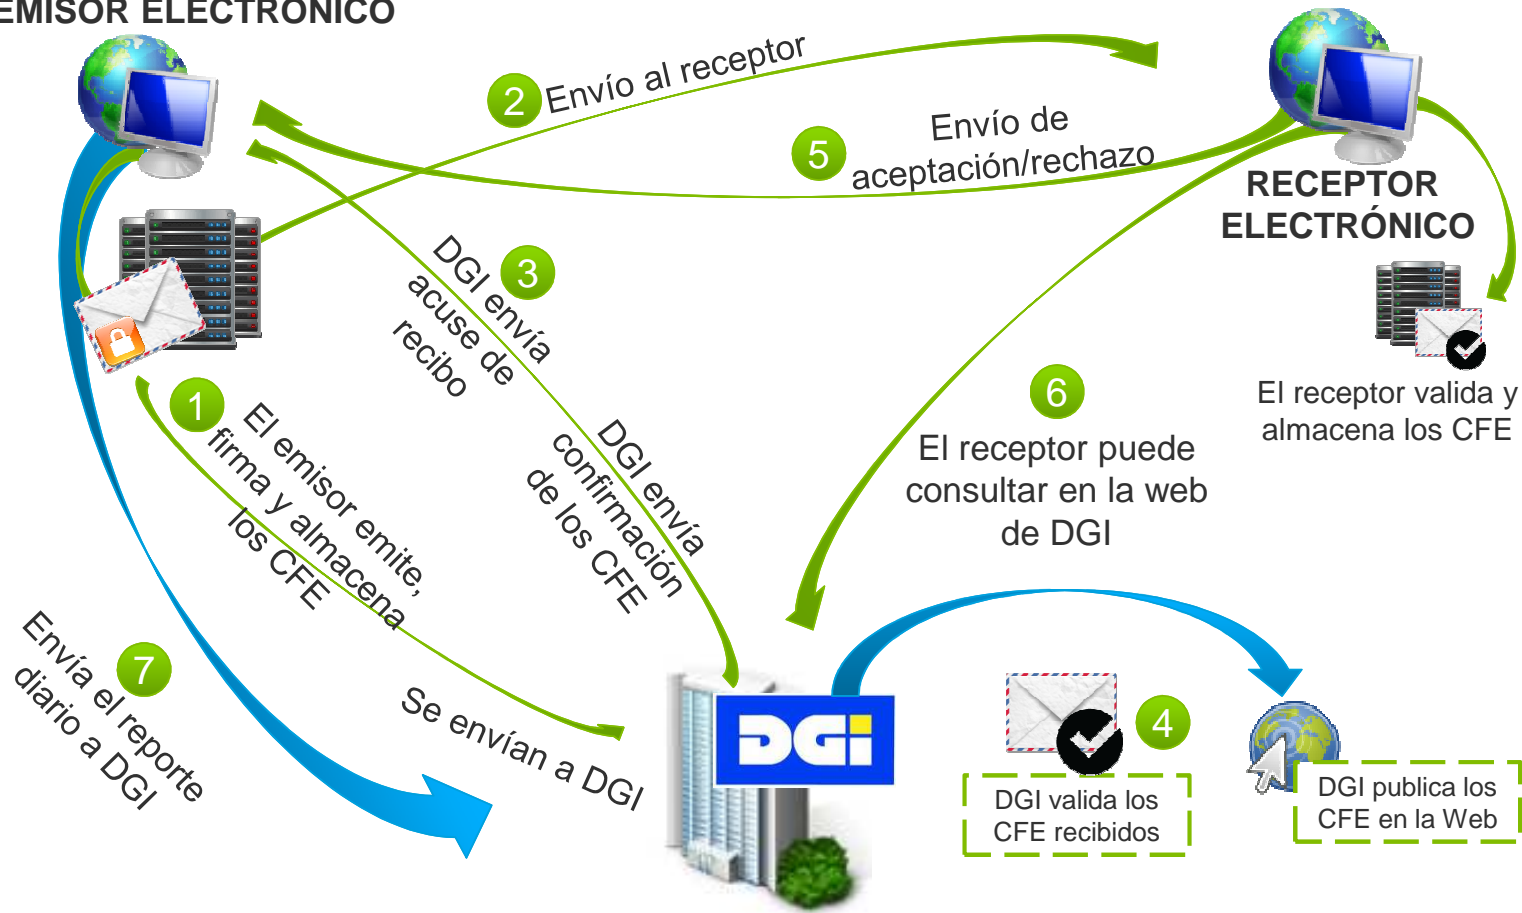 EMISOR ELECTRÓNICO
2
Envío al receptor
5
Envío de
aceptación/rechazo
RECEPTOR
ELECTRÓNICO
El receptor valida y
almacena los CFE
3
DGI envía
acuse de
recibo
DGI envía
confirmación
de los CFE
1
El emisor emite,
firma y almacena
los CFE
Se envían a DGI
6
El receptor puede
consultar en la web
de DGI
7
Envía el reporte
diario a DGI
DGi
4
DGI valida los
CFE recibidos
DGI publica los
CFE en la Web